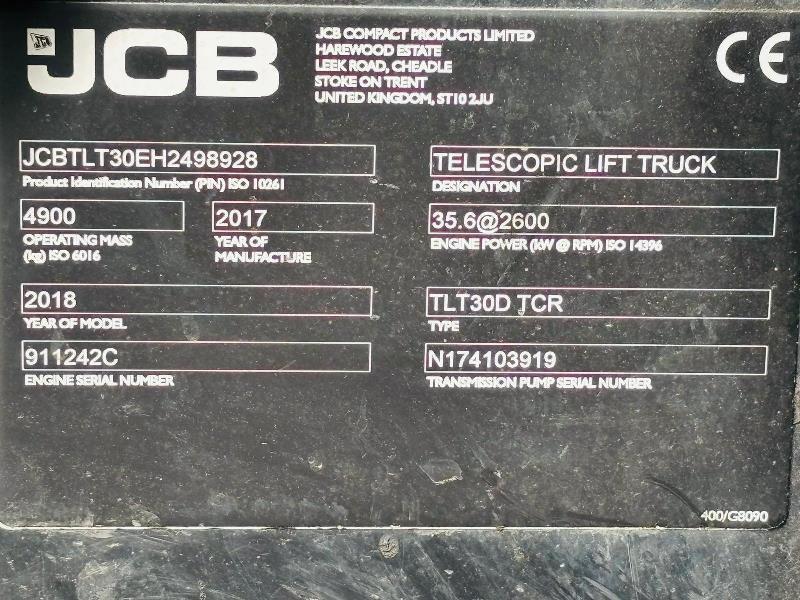 JCB
JCB COMPACT PRODUCTS LIMITED
HAREWOOD ESTATE
LEEK ROAD, CHEADLE
STOKE ON TRENT
UNITED KINGDOM, ST10 2JU
CE
JCBTLT30EH2498928
Product Identification Number (PIN) ISO 10261
TELESCOPIC LIFT TRUCK
DESIGNATION
4900
OPERATING MASS
(kg) ISO 6016
2017
YEAR OF
MANUFACTURE
35.6@2600
ENGINE POWER (kW @ RPM) ISO 14396
2018
YEAR OF MODEL
TLT30D TCR
TYPE
911242C
ENGINE SERIAL NUMBER
N174103919
TRANSMISSION PUMP SERIAL NUMBER
400/G8090